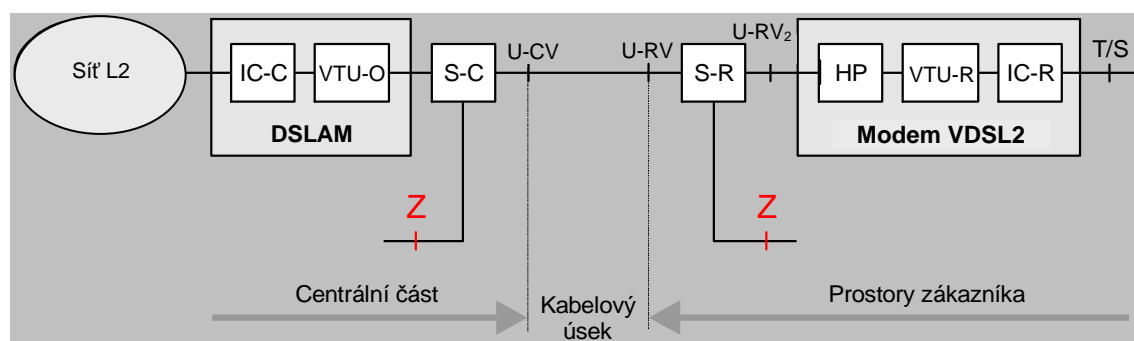 Síť L2
IC-C
VTU-O
DSLAM
S-C
U-CV
U-RV
S-R
U-RV₂
HP
VTU-R
IC-R
Modem VDSL2
T/S
Z
Z
Centrální část
Kabelový
úsek
Prostory zákazníka